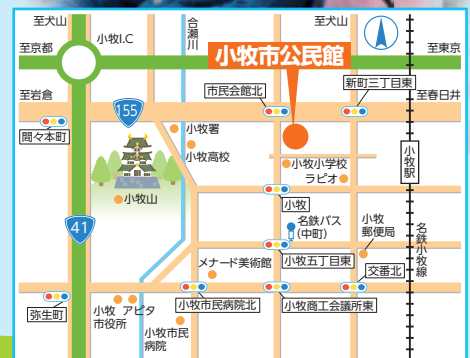 至犬山
合瀬川
至犬山
小牧I.C
至京都
至東京
小牧市公民館
市民会館北
新町三丁目東
至岩倉
155
至春日井
間々本町
小牧署
小牧高校
小牧小学校
ラピオ
小牧駅
小牧山
小牧
41
名鉄バス
(中町)
小牧
郵便局
名鉄小牧線
小牧五丁目東
メナード美術館
交番北
弥生町
小牧
市役所
アピタ
小牧市民病院北
小牧商工会議所東
小牧市民
病院